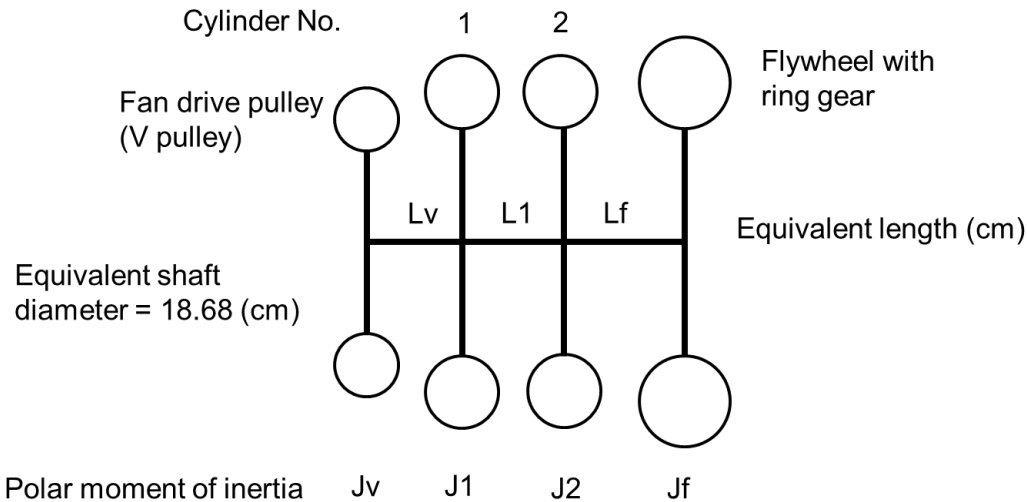 Cylinder No. 1 2
Flywheel with
ring gear
Fan drive pulley
(V pulley)
Lv L1 Lf
Equivalent length (cm)
Equivalent shaft
diameter = 18.68 (cm)
Polar moment of inertia Jv J1 J2 Jf